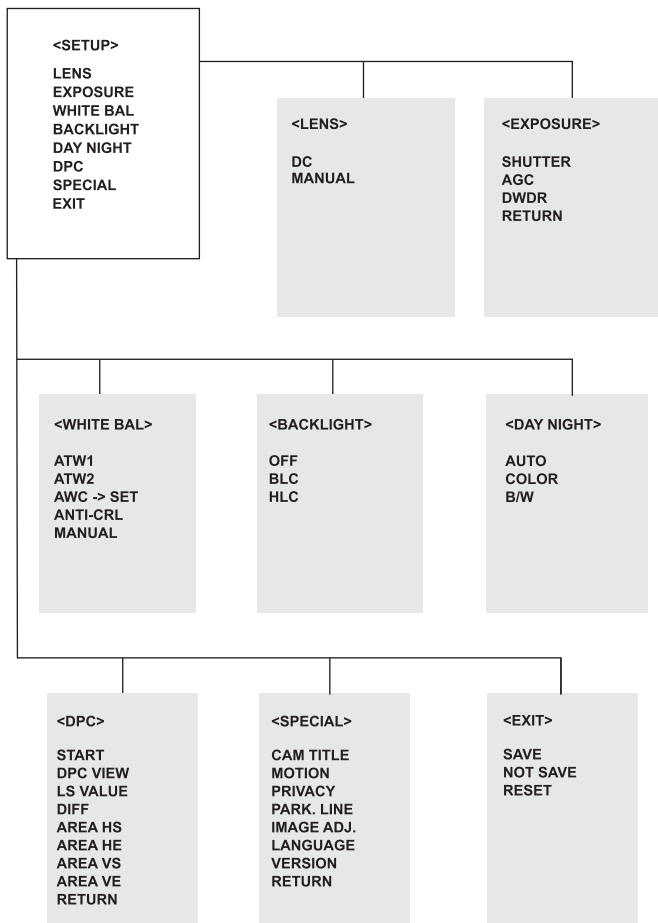 <SETUP>
LENS
EXPOSURE
WHITE BAL
BACKLIGHT
DAY NIGHT
DPC
SPECIAL
EXIT
<LENS>
DC
MANUAL
<EXPOSURE>
SHUTTER
AGC
DWDR
RETURN
<WHITE BAL>
ATW1
ATW2
AWC -> SET
ANTI-CRL
MANUAL
<BACKLIGHT>
OFF
BLC
HLC
<DAY NIGHT>
AUTO
COLOR
B/W
<DPC>
START
DPC VIEW
LS VALUE
DIFF
AREA HS
AREA HE
AREA VS
AREA VE
RETURN
<SPECIAL>
CAM TITLE
MOTION
PRIVACY
PARK. LINE
IMAGE ADJ.
LANGUAGE
VERSION
RETURN
<EXIT>
SAVE
NOT SAVE
RESET